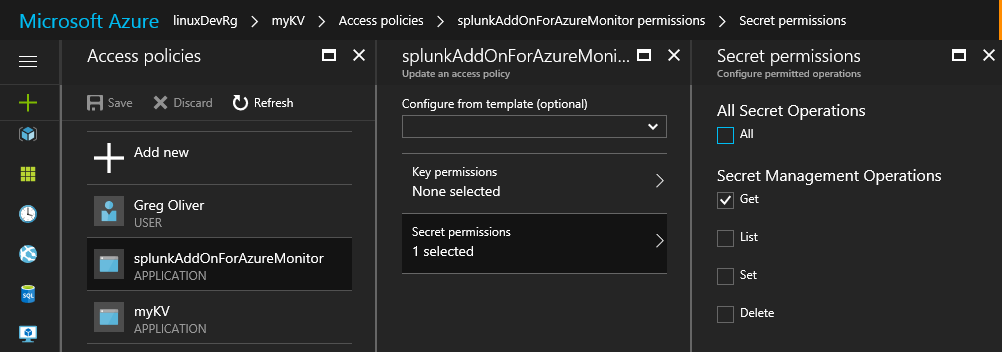 Microsoft Azure linuxDevRg > myKV > Access policies > splunkAddOnForAzureMonitor permissions > Secret permissions
Access policies
Save Discard Refresh
Add new
Greg Oliver
USER
splunkAddOnForAzureMonitor
APPLICATION
myKV
APPLICATION
splunkAddOnForAzureMoni...
Update an access policy
Configure from template (optional)
Key permissions
None selected
Secret permissions
1 selected
Secret permissions
Configure permitted operations
All Secret Operations
All
Secret Management Operations
Get
List
Set
Delete
SQL